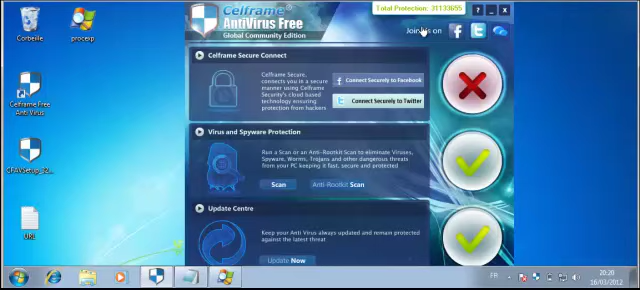 Total Protection: 31133655
Celframe
AntiVirus Free
Global Community Edition
Join Us on
Celframe Secure Connect
Celframe Secure,
connects you in a secure
manner using Celframe
Security's cloud based
technology ensuring
protection from hackers
Connect Securely to Facebook
Connect Securely to Twitter
Virus and Spyware Protection
Run a Scan or an Anti-Rootkit Scan to eliminate Viruses,
Spyware, Worms, Trojans and other dangerous threats
from your PC keeping it fast, secure and protected
Scan
Anti-Rootkit Scan
Update Centre
Keep your Anti Virus always updated and remain protected
against the latest threat
Update Now
Corbeille
procexp
Celframe Free
Anti Virus
CFAVSetup_32...
URL
FR
20:20
16/03/2012